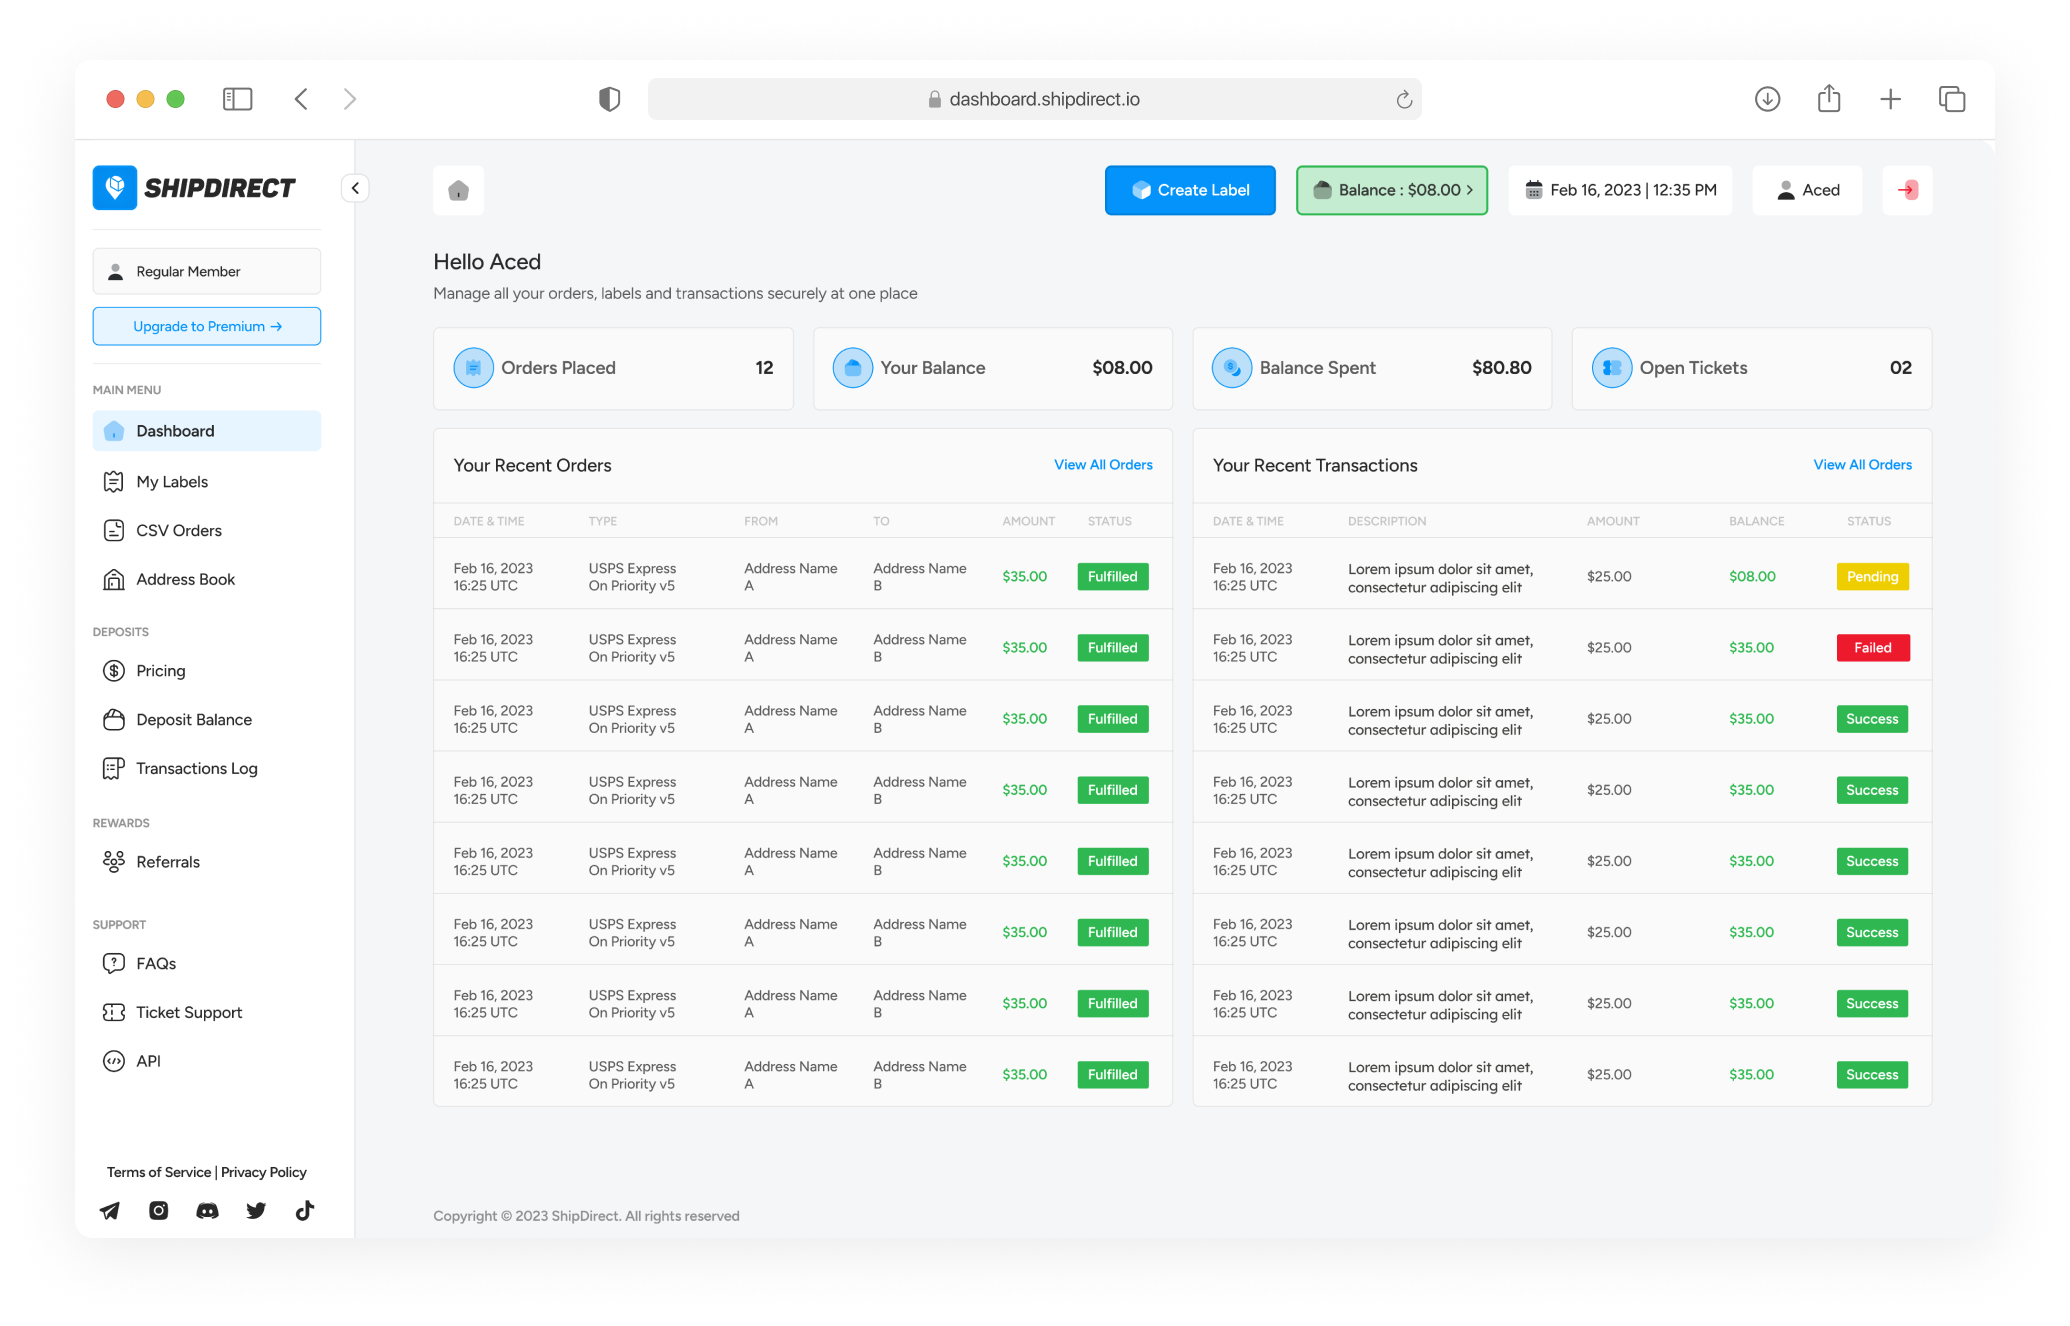 dashboard.shipdirect.io
SHIPDIRECT
Regular Member
Upgrade to Premium →
MAIN MENU
Dashboard
My Labels
CSV Orders
Address Book
DEPOSITS
Pricing
Deposit Balance
Transactions Log
REWARDS
Referrals
SUPPORT
FAQs
Ticket Support
API
Terms of Service | Privacy Policy
Create Label
Balance : $08.00 >
Feb 16, 2023 | 12:35 PM
Aced
Hello Aced
Manage all your orders, labels and transactions securely at one place
Orders Placed 12
Your Balance $08.00
Balance Spent $80.80
Open Tickets 02
Your Recent Orders View All Orders
DATE & TIME TYPE FROM TO AMOUNT STATUS
Feb 16, 2023 USPS Express Address Name Address Name $35.00 Fulfilled
16:25 UTC On Priority v5 A B
Feb 16, 2023 USPS Express Address Name Address Name $35.00 Fulfilled
16:25 UTC On Priority v5 A B
Feb 16, 2023 USPS Express Address Name Address Name $35.00 Fulfilled
16:25 UTC On Priority v5 A B
Feb 16, 2023 USPS Express Address Name Address Name $35.00 Fulfilled
16:25 UTC On Priority v5 A B
Feb 16, 2023 USPS Express Address Name Address Name $35.00 Fulfilled
16:25 UTC On Priority v5 A B
Feb 16, 2023 USPS Express Address Name Address Name $35.00 Fulfilled
16:25 UTC On Priority v5 A B
Feb 16, 2023 USPS Express Address Name Address Name $35.00 Fulfilled
16:25 UTC On Priority v5 A B
Feb 16, 2023 USPS Express Address Name Address Name $35.00 Fulfilled
16:25 UTC On Priority v5 A B
Your Recent Transactions View All Orders
DATE & TIME DESCRIPTION AMOUNT BALANCE STATUS
Feb 16, 2023 Lorem ipsum dolor sit amet, $25.00 $08.00 Pending
16:25 UTC consectetur adipiscing elit
Feb 16, 2023 Lorem ipsum dolor sit amet, $25.00 $35.00 Failed
16:25 UTC consectetur adipiscing elit
Feb 16, 2023 Lorem ipsum dolor sit amet, $25.00 $35.00 Success
16:25 UTC consectetur adipiscing elit
Feb 16, 2023 Lorem ipsum dolor sit amet, $25.00 $35.00 Success
16:25 UTC consectetur adipiscing elit
Feb 16, 2023 Lorem ipsum dolor sit amet, $25.00 $35.00 Success
16:25 UTC consectetur adipiscing elit
Feb 16, 2023 Lorem ipsum dolor sit amet, $25.00 $35.00 Success
16:25 UTC consectetur adipiscing elit
Feb 16, 2023 Lorem ipsum dolor sit amet, $25.00 $35.00 Success
16:25 UTC consectetur adipiscing elit
Feb 16, 2023 Lorem ipsum dolor sit amet, $25.00 $35.00 Success
16:25 UTC consectetur adipiscing elit
Copyright © 2023 ShipDirect. All rights reserved